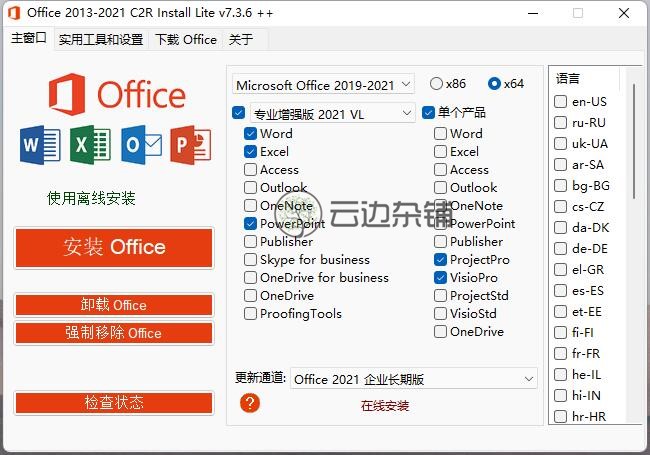 Office 2013-2021 C2R Install Lite v7.3.6 ++
主窗口 实用工具和设置 下载 Office 关于
Office
W X O P
使用离线安装
安装 Office
卸载 Office
强制移除 Office
检查状态
Microsoft Office 2019-2021 x86 x64
专业增强版 2021 VL 单个产品
Word
Excel
Access
Outlook
OneNote
PowerPoint
Publisher
Skype for business
OneDrive for business
OneDrive
ProofingTools
Word
Excel
Access
Outlook
OneNote
PowerPoint
Publisher
ProjectPro
VisioPro
ProjectStd
VisioStd
OneDrive
云边杂铺
更新通道: Office 2021 企业长期版
?
在线安装
语言
en-US
ru-RU
uk-UA
ar-SA
bg-BG
cs-CZ
da-DK
de-DE
el-GR
es-ES
et-EE
fi-FI
fr-FR
he-IL
hi-IN
hr-HR